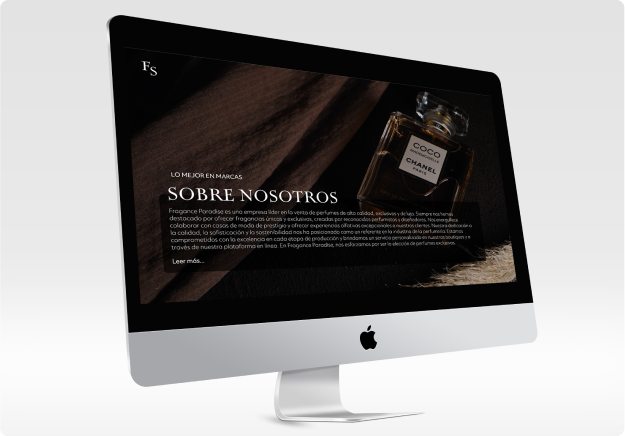 FS
COCO
MADEMOISELLE
CHANEL
PARIS
LO MEJOR EN MARCAS
SOBRE NOSOTROS
Fragance Paradise es una empresa líder en la venta de perfumes de alta calidad, exclusivos y de lujo. Siempre nos hemos
destacado por ofrecer fragancias únicas y exclusivas, creadas por reconocidos perfumistas y diseñadores. Nos enorgullece
colaborar con casas de moda de prestigio y ofrecer experiencias olfativas excepcionales a nuestros clientes. Nuestra dedicación a
la calidad, la sofisticación y la sostenibilidad nos ha posicionado como un referente en la industria de la perfumería. Estamos
comprometidos con la excelencia en cada etapa de producción y brindamos un servicio personalizado en nuestras boutiques y a
través de nuestra plataforma en línea. En Fragance Paradise, nos esforzamos por ser la elección de perfumes exclusivos
Leer más...